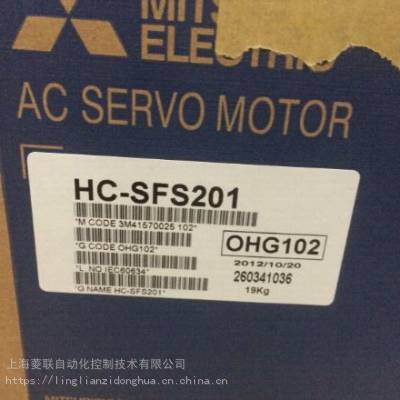 MITS
ELECTRIC
AC SERVO MOTOR
HC-SFS201
*M CODE 3M41570025 102*
*G CODE OHG102*
*L. NO IEC60634*
*G NAME HC-SFS201*
OHG102
2012/10/20
260341036
19Kg
上海菱联自动化控制技术有限公司
https://linglianzidonghua.cn.china.cn